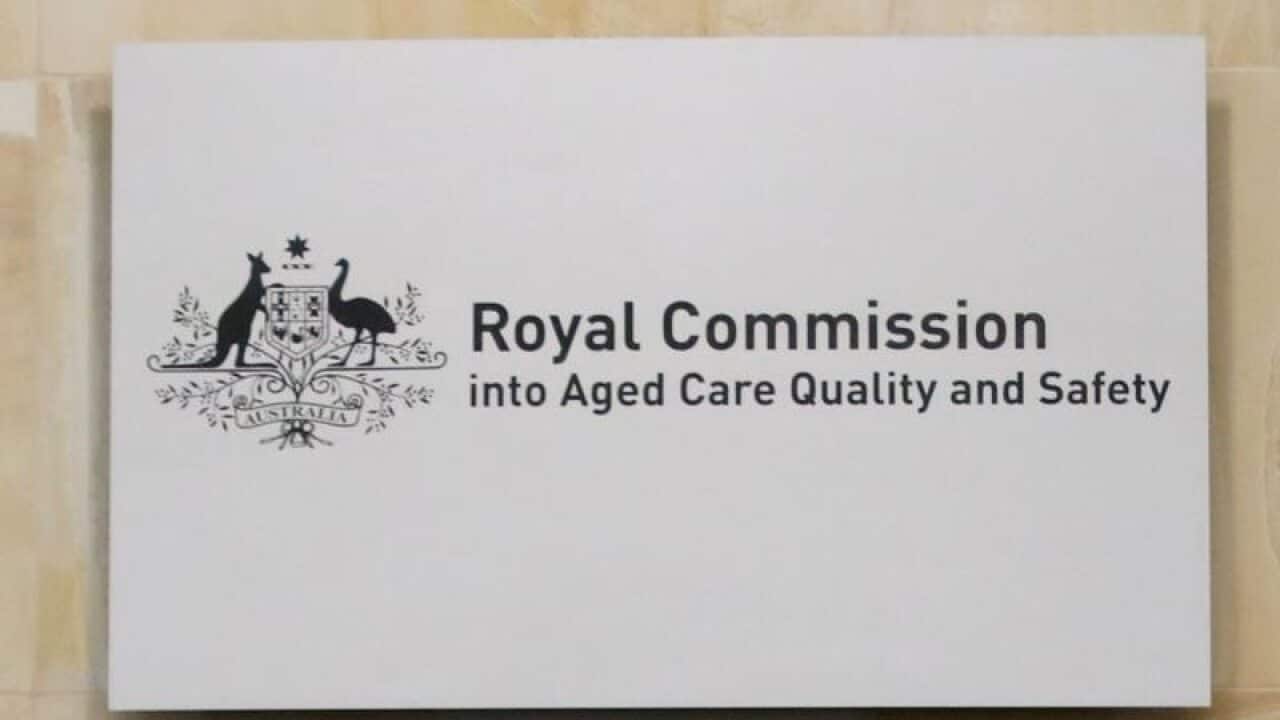 Royal Commission
into Aged Care Quality and Safety
AUSTRALIA